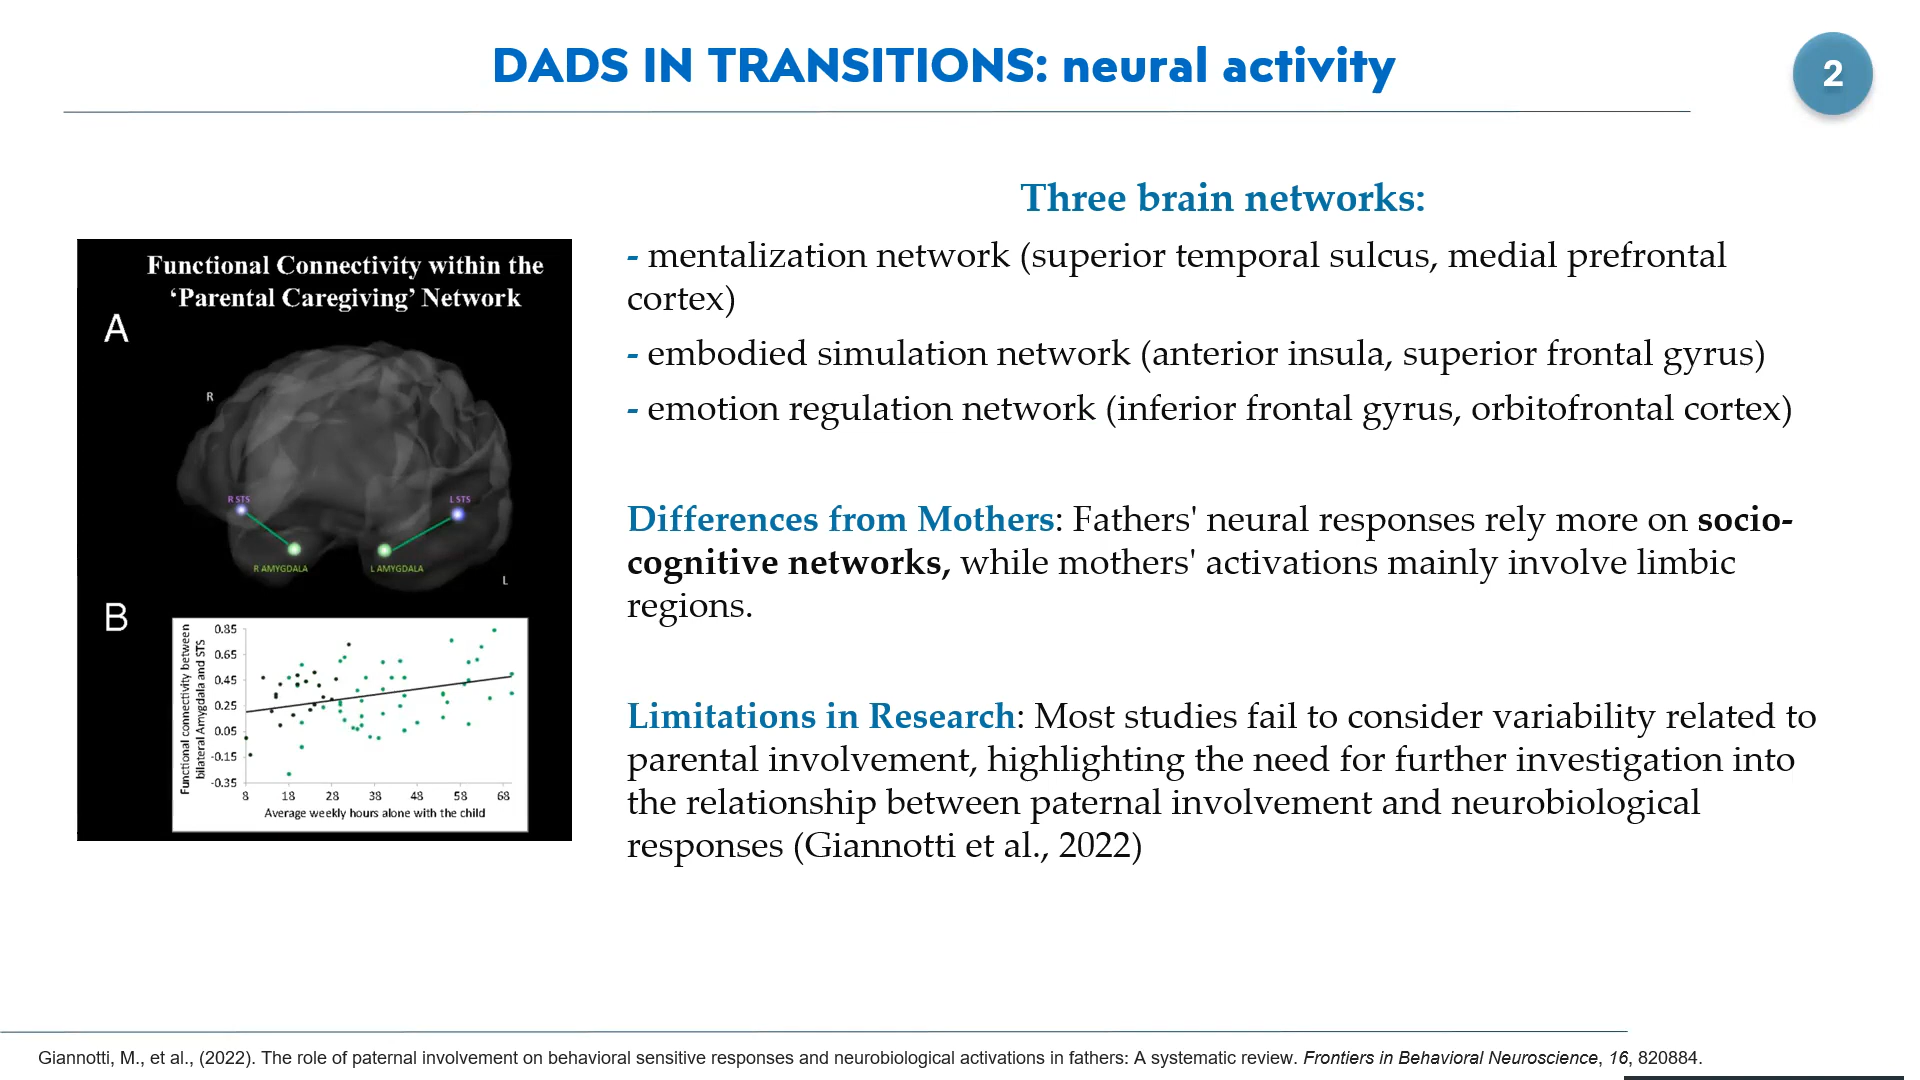 DADS IN TRANSITIONS: neural activity
2
Three brain networks:
- mentalization network (superior temporal sulcus, medial prefrontal
cortex)
- embodied simulation network (anterior insula, superior frontal gyrus)
- emotion regulation network (inferior frontal gyrus, orbitofrontal cortex)
Differences from Mothers: Fathers' neural responses rely more on socio-
cognitive networks, while mothers' activations mainly involve limbic
regions.
Limitations in Research: Most studies fail to consider variability related to
parental involvement, highlighting the need for further investigation into
the relationship between paternal involvement and neurobiological
responses (Giannotti et al., 2022)
Functional Connectivity within the
‘Parental Caregiving’ Network
A
R
R STS
L STS
R AMYGDALA
L AMYGDALA
L
B
Functional connectivity between
bilateral Amygdala and STS
0.85
0.65
0.45
0.25
0.05
-0.15
-0.35
8 18 28 38 48 58 68
Average weekly hours alone with the child
Giannotti, M., et al., (2022). The role of paternal involvement on behavioral sensitive responses and neurobiological activations in fathers: A systematic review. Frontiers in Behavioral Neuroscience, 16, 820884.